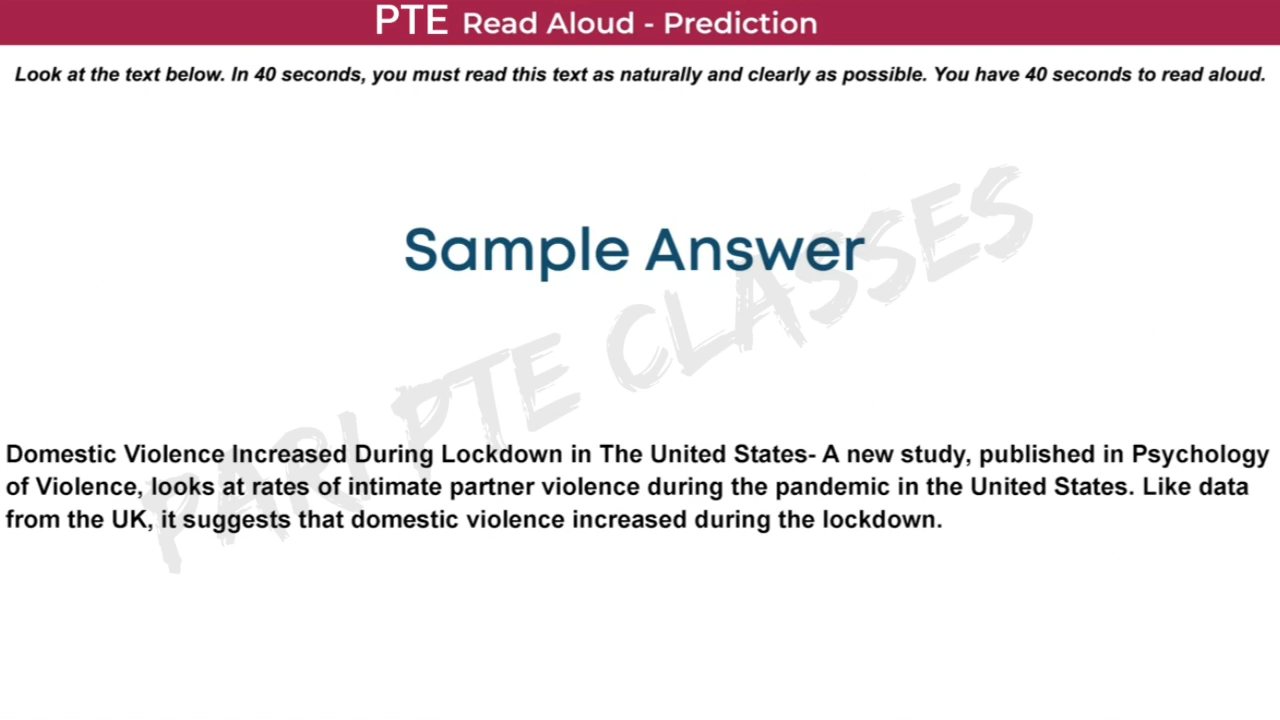 PTE Read Aloud - Prediction
Look at the text below. In 40 seconds, you must read this text as naturally and clearly as possible. You have 40 seconds to read aloud.
Sample Answer
PARI PTE CLASSES
Domestic Violence Increased During Lockdown in The United States- A new study, published in Psychology
of Violence, looks at rates of intimate partner violence during the pandemic in the United States. Like data
from the UK, it suggests that domestic violence increased during the lockdown.